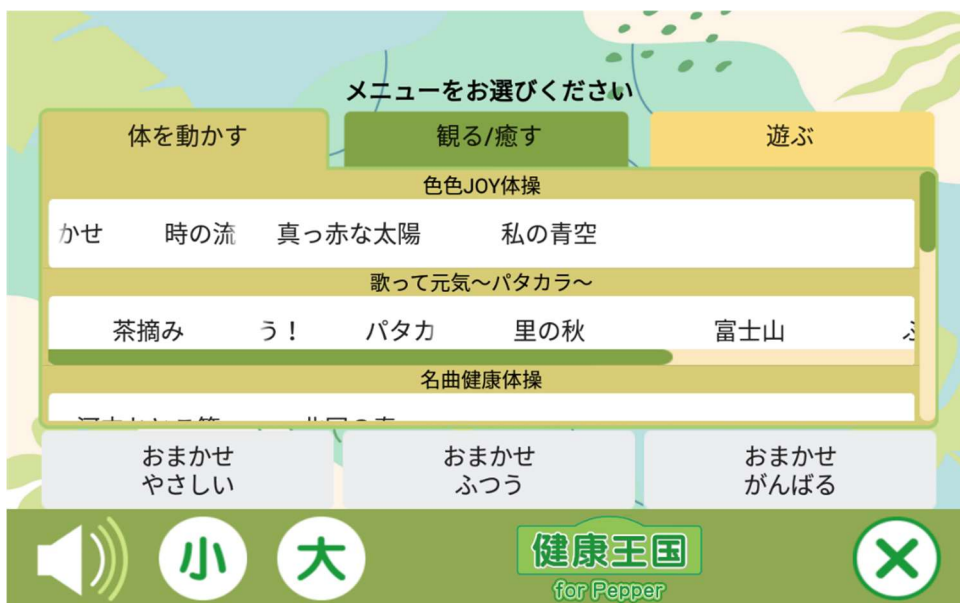 メニューをお選びください
体を動かす
観る/癒す
遊ぶ
色色JOY体操
かせ 時の流 真っ赤な太陽 私の青空
歌って元気～パタカラ～
茶摘み う! パタカ 里の秋 富士山
名曲健康体操
おまかせ
やさしい
おまかせ
ふつう
おまかせ
がんばる
小
大
健康王国
for Pepper